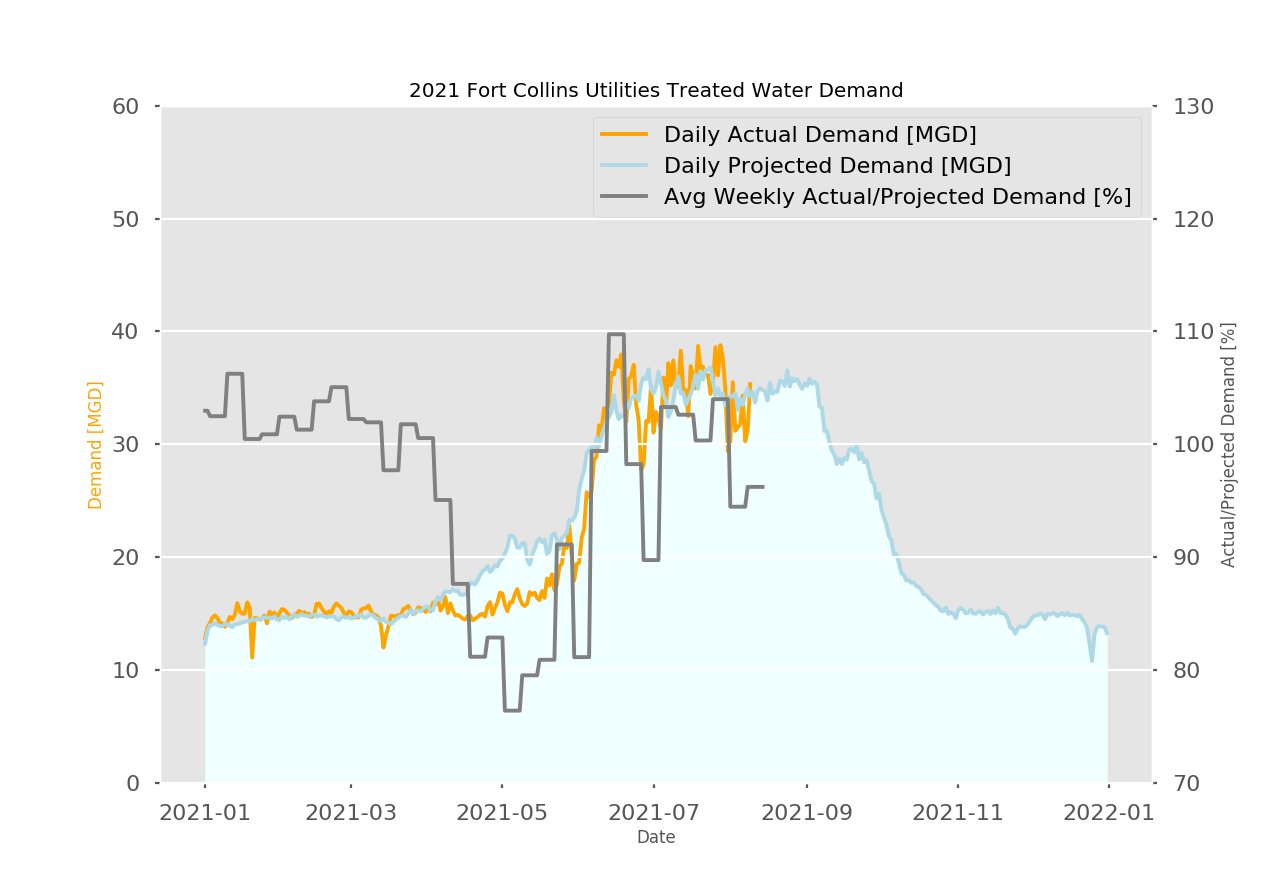 2021 Fort Collins Utilities Treated Water Demand
Daily Actual Demand [MGD]
Daily Projected Demand [MGD]
Avg Weekly Actual/Projected Demand [%]
Demand [MGD]
60
50
40
30
20
10
0
130
120
110
100
90
80
70
Actual/Projected Demand [%]
2021-01 2021-03 2021-05 2021-07 2021-09 2021-11 2022-01
Date